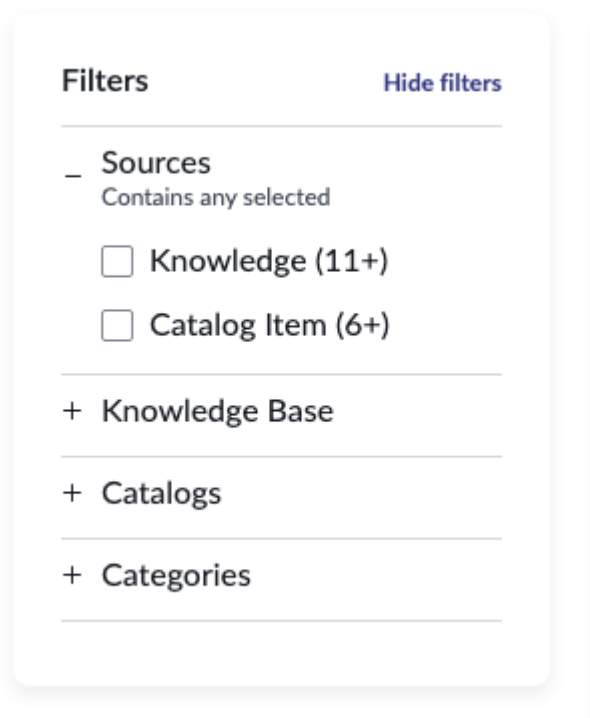 Filters
Hide filters
Sources
Contains any selected
Knowledge (11+)
Catalog Item (6+)
Knowledge Base
Catalogs
Categories